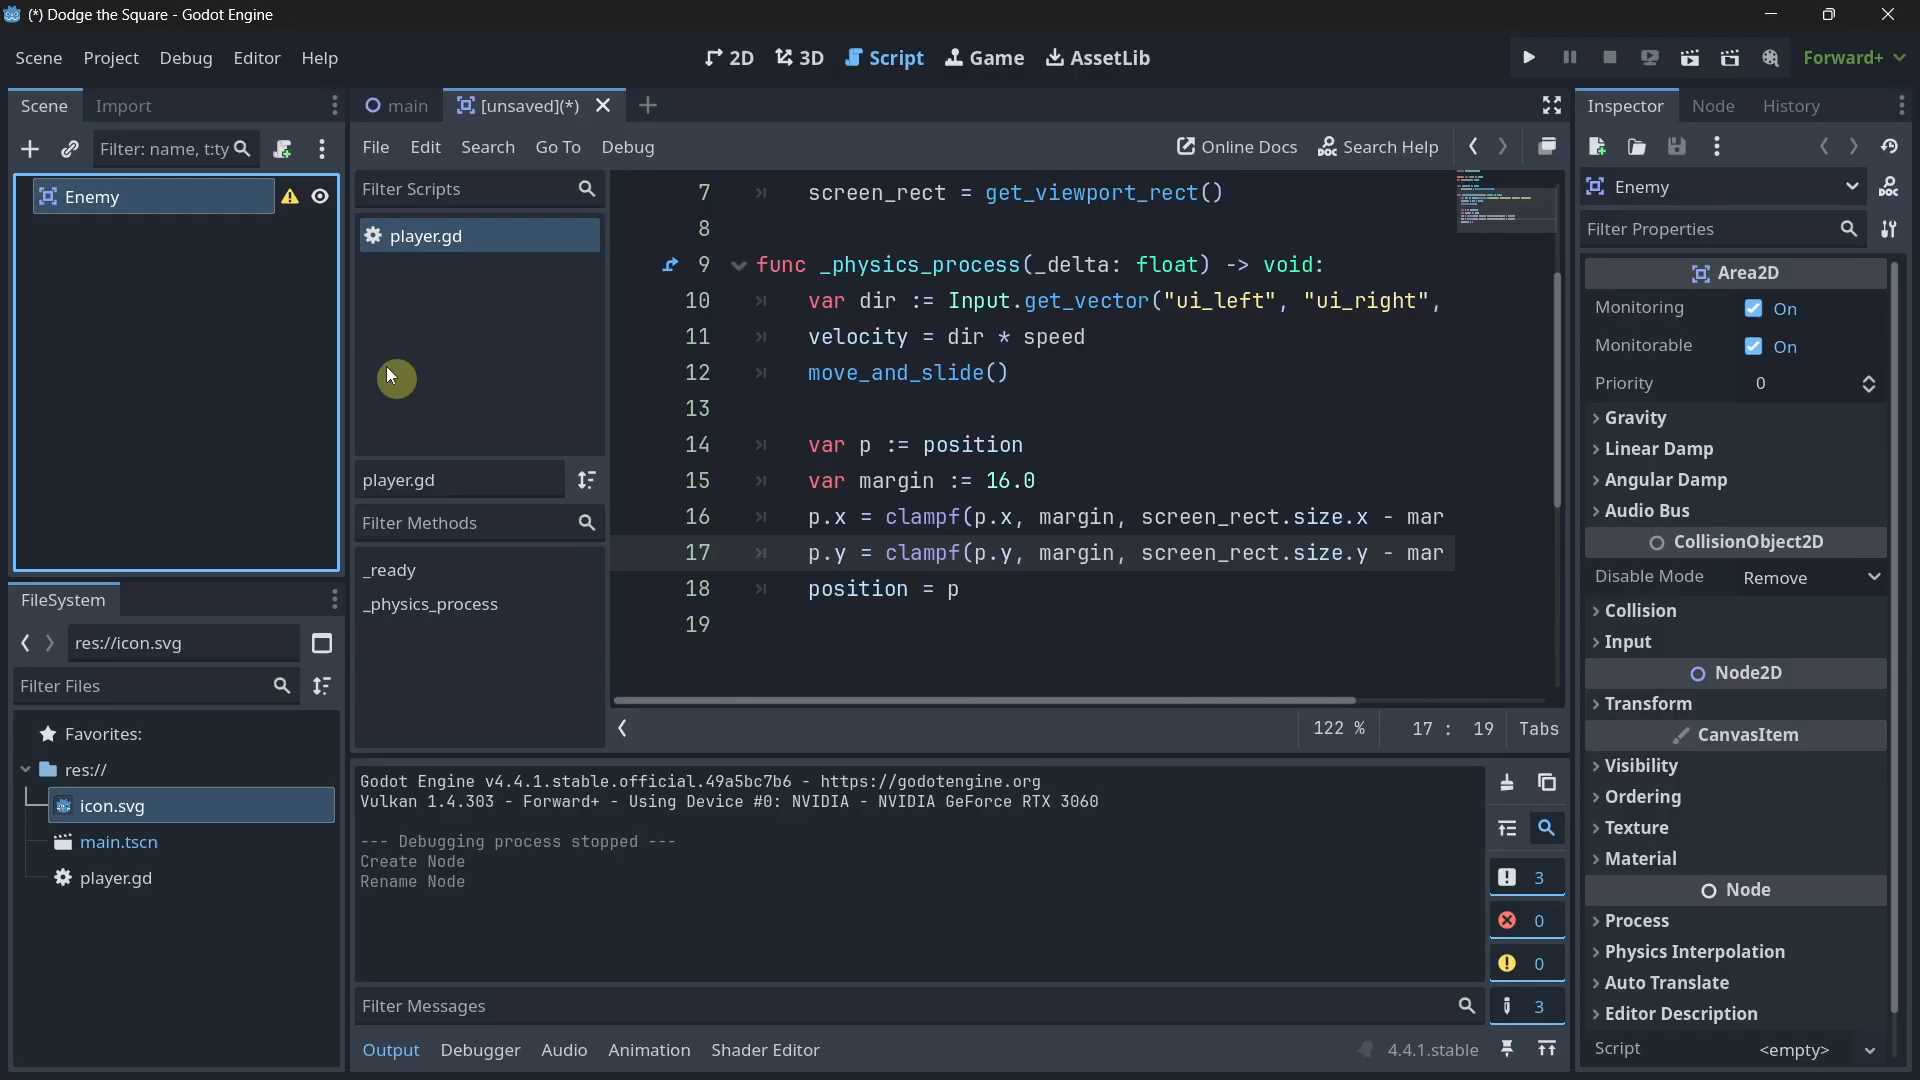 (*) Dodge the Square - Godot Engine
Scene Project Debug Editor Help
2D 3D Script Game AssetLib
Forward+
Scene Import
Filter: name, t:ty
Enemy
FileSystem
res://icon.svg
Filter Files
Favorites:
res://
icon.svg
main.tscn
player.gd
main [unsaved](*)
File Edit Search Go To Debug
Online Docs Search Help
Filter Scripts
player.gd
player.gd
Filter Methods
_ready
_physics_process
7 screen_rect = get_viewport_rect()
8
9 func _physics_process(_delta: float) -> void:
10 var dir := Input.get_vector("ui_left", "ui_right",
11 velocity = dir * speed
12 move_and_slide()
13
14 var p := position
15 var margin := 16.0
16 p.x = clampf(p.x, margin, screen_rect.size.x - mar
17 p.y = clampf(p.y, margin, screen_rect.size.y - mar
18 position = p
19
122 % 17 : 19 Tabs
Godot Engine v4.4.1.stable.official.49a5bc7b6 - https://godotengine.org
Vulkan 1.4.303 - Forward+ - Using Device #0: NVIDIA - NVIDIA GeForce RTX 3060
--- Debugging process stopped ---
Create Node
Rename Node
3
0
0
3
Filter Messages
Output Debugger Audio Animation Shader Editor
4.4.1.stable
Inspector Node History
Enemy
Filter Properties
Area2D
Monitoring On
Monitorable On
Priority 0
Gravity
Linear Damp
Angular Damp
Audio Bus
CollisionObject2D
Disable Mode Remove
Collision
Input
Node2D
Transform
CanvasItem
Visibility
Ordering
Texture
Material
Node
Process
Physics Interpolation
Auto Translate
Editor Description
Script <empty>